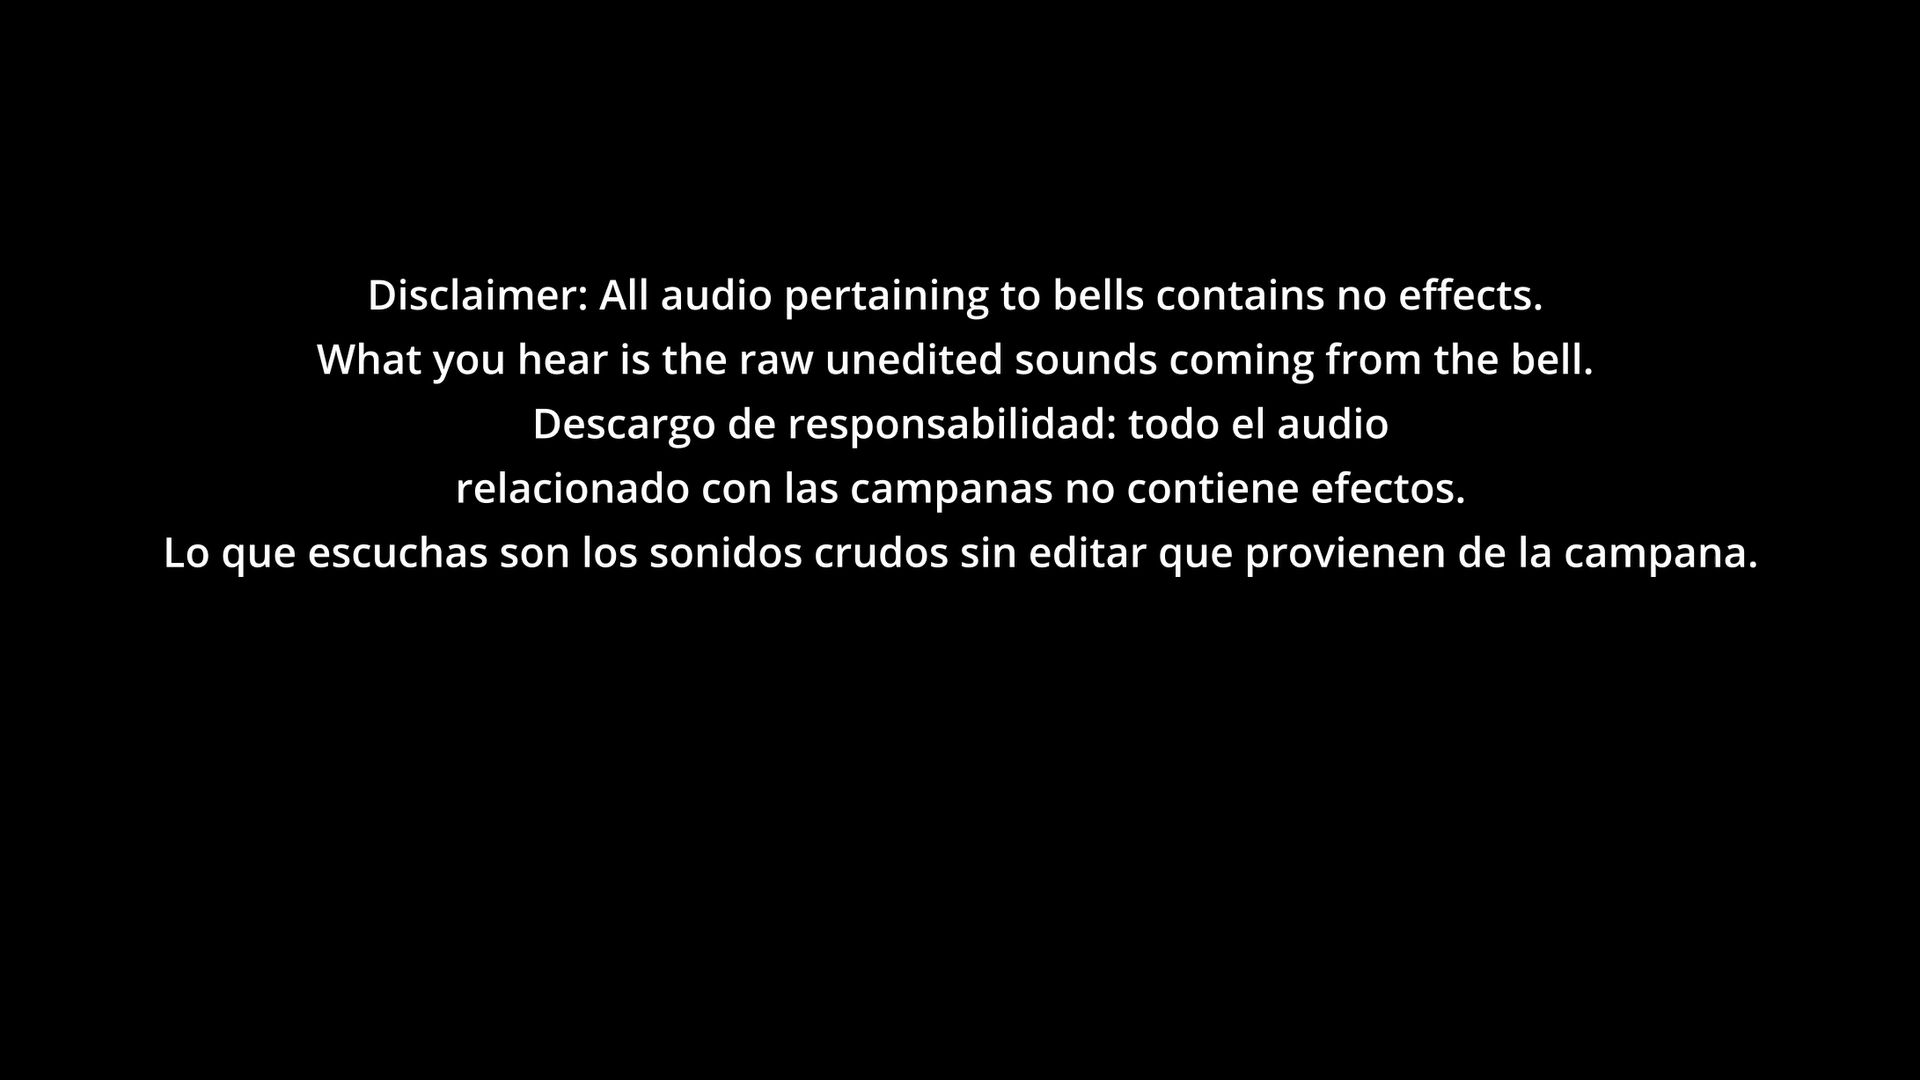 Disclaimer: All audio pertaining to bells contains no effects.
What you hear is the raw unedited sounds coming from the bell.
Descargo de responsabilidad: todo el audio
relacionado con las campanas no contiene efectos.
Lo que escuchas son los sonidos crudos sin editar que provienen de la campana.